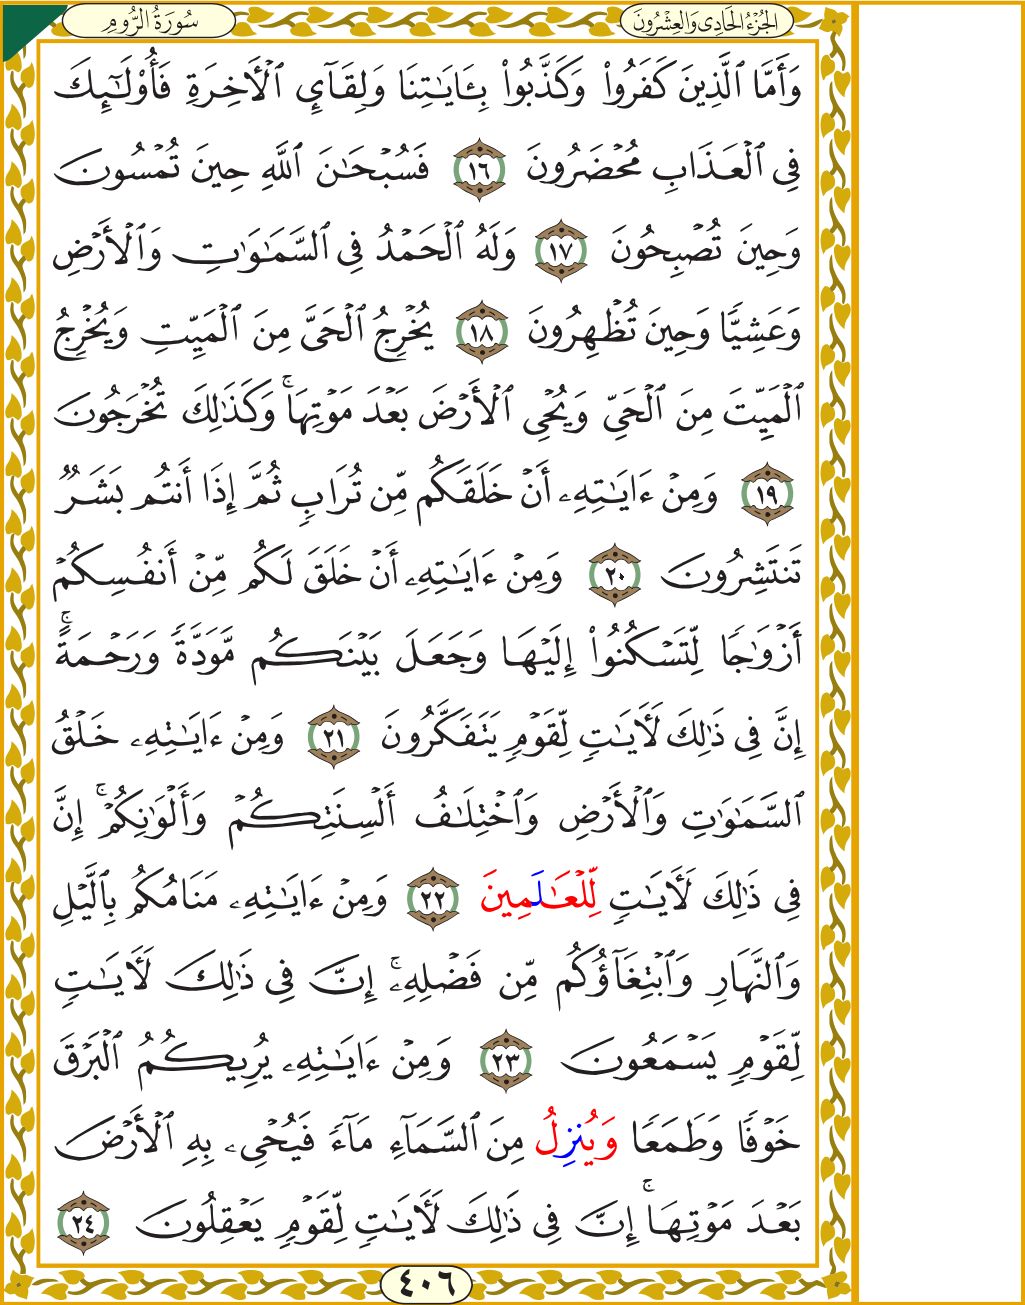 الجُزْءُ الحَادِي وَالعِشْرُونَ
سُورَةُ الرُّومِ
وَأَمَّا ٱلَّذِينَ كَفَرُوا۟ وَكَذَّبُوا۟ بِـَٔايَـٰتِنَا وَلِقَآئِ ٱلْأَخِرَةِ فَأُو۟لَـٰٓئِكَ
فِى ٱلْعَذَابِ مُحْضَرُونَ ١٦ فَسُبْحَـٰنَ ٱللَّهِ حِينَ تُمْسُونَ
وَحِينَ تُصْبِحُونَ ١٧ وَلَهُ ٱلْحَمْدُ فِى ٱلسَّمَـٰوَٰتِ وَٱلْأَرْضِ
وَعَشِيًّا وَحِينَ تُظْهِرُونَ ١٨ يُخْرِجُ ٱلْحَىَّ مِنَ ٱلْمَيِّتِ وَيُخْرِجُ
ٱلْمَيِّتَ مِنَ ٱلْحَىِّ وَيُحْىِ ٱلْأَرْضَ بَعْدَ مَوْتِهَا ۚ وَكَذَٰلِكَ تُخْرَجُونَ
١٩ وَمِنْ ءَايَـٰتِهِۦ أَنْ خَلَقَكُم مِّن تُرَابٍ ثُمَّ إِذَا أَنتُم بَشَرٌ
تَنتَشِرُونَ ٢٠ وَمِنْ ءَايَـٰتِهِۦ أَنْ خَلَقَ لَكُم مِّنْ أَنفُسِكُمْ
أَزْوَٰجًا لِّتَسْكُنُوا۟ إِلَيْهَا وَجَعَلَ بَيْنَكُم مَّوَدَّةً وَرَحْمَةً ۚ
إِنَّ فِى ذَٰلِكَ لَأَيَـٰتٍ لِّقَوْمٍ يَتَفَكَّرُونَ ٢١ وَمِنْ ءَايَـٰتِهِۦ خَلْقُ
ٱلسَّمَـٰوَٰتِ وَٱلْأَرْضِ وَٱخْتِلَـٰفُ أَلْسِنَتِكُمْ وَأَلْوَٰنِكُمْ ۚ إِنَّ
فِى ذَٰلِكَ لَأَيَـٰتٍ لِّلْعَـٰلَمِينَ ٢٢ وَمِنْ ءَايَـٰتِهِۦ مَنَامُكُم بِٱلَّيْلِ
وَٱلنَّهَارِ وَٱبْتِغَآؤُكُم مِّن فَضْلِهِۦ ۚ إِنَّ فِى ذَٰلِكَ لَأَيَـٰتٍ
لِّقَوْمٍ يَسْمَعُونَ ٢٣ وَمِنْ ءَايَـٰتِهِۦ يُرِيكُمُ ٱلْبَرْقَ
خَوْفًا وَطَمَعًا وَيُنزِلُ مِنَ ٱلسَّمَآءِ مَآءً فَيُحْىِۦ بِهِ ٱلْأَرْضَ
بَعْدَ مَوْتِهَا ۚ إِنَّ فِى ذَٰلِكَ لَأَيَـٰتٍ لِّقَوْمٍ يَعْقِلُونَ ٢٤
٤٠٦